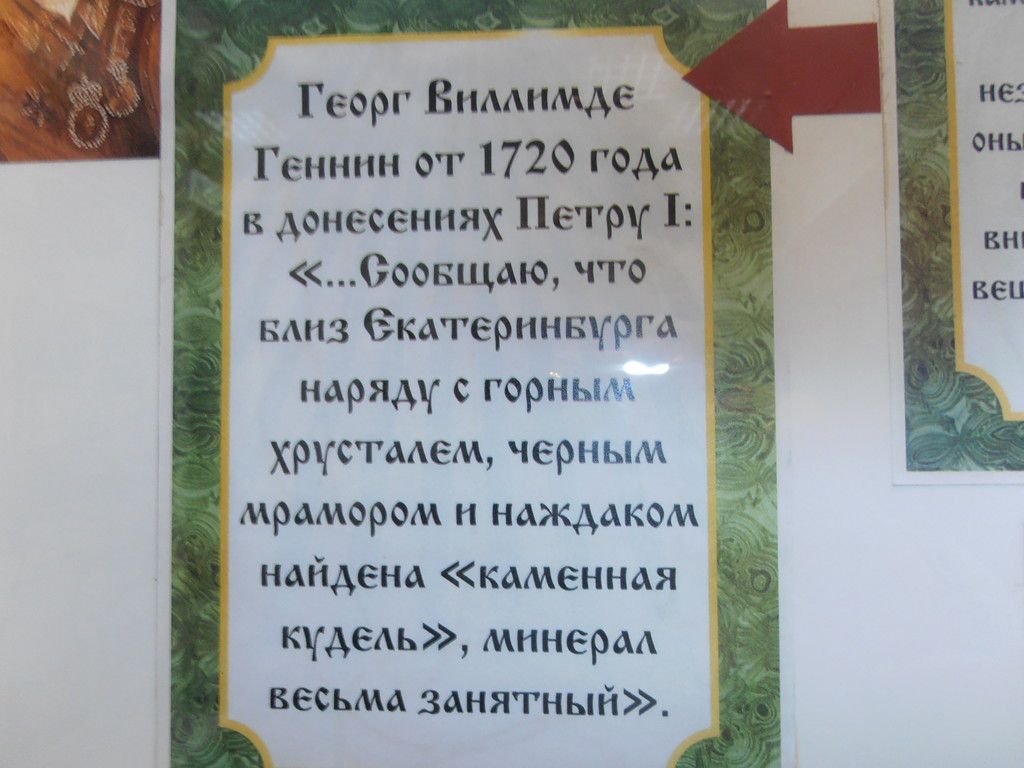 Георг Виллимде
Геннин от 1720 года
в донесениях Петру I:
«...Сообщаю, что
близ Екатеринбурга
наряду с горным
хрусталем, черным
мрамором и наждаком
найдена «каменная
кудель», минерал
весьма занятный».